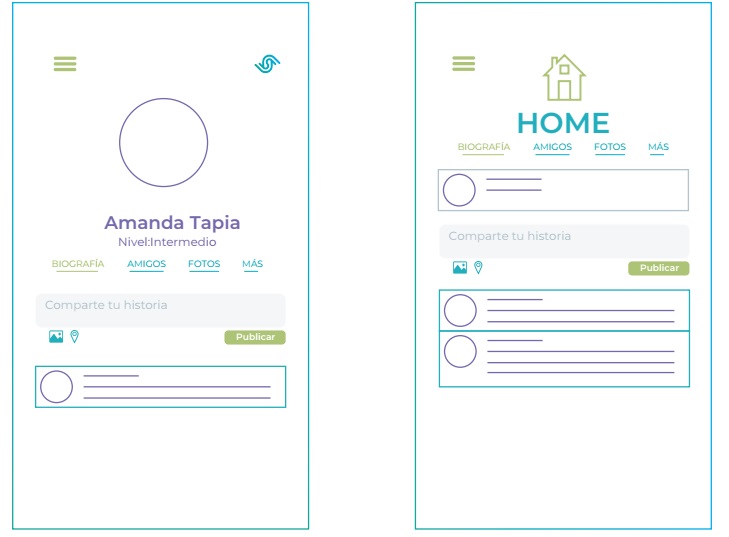 Amanda Tapia
Nivel:Intermedio
BIOGRAFÍA AMIGOS FOTOS MÁS
Comparte tu historia
Publicar
HOME
BIOGRAFÍA AMIGOS FOTOS MÁS
Comparte tu historia
Publicar